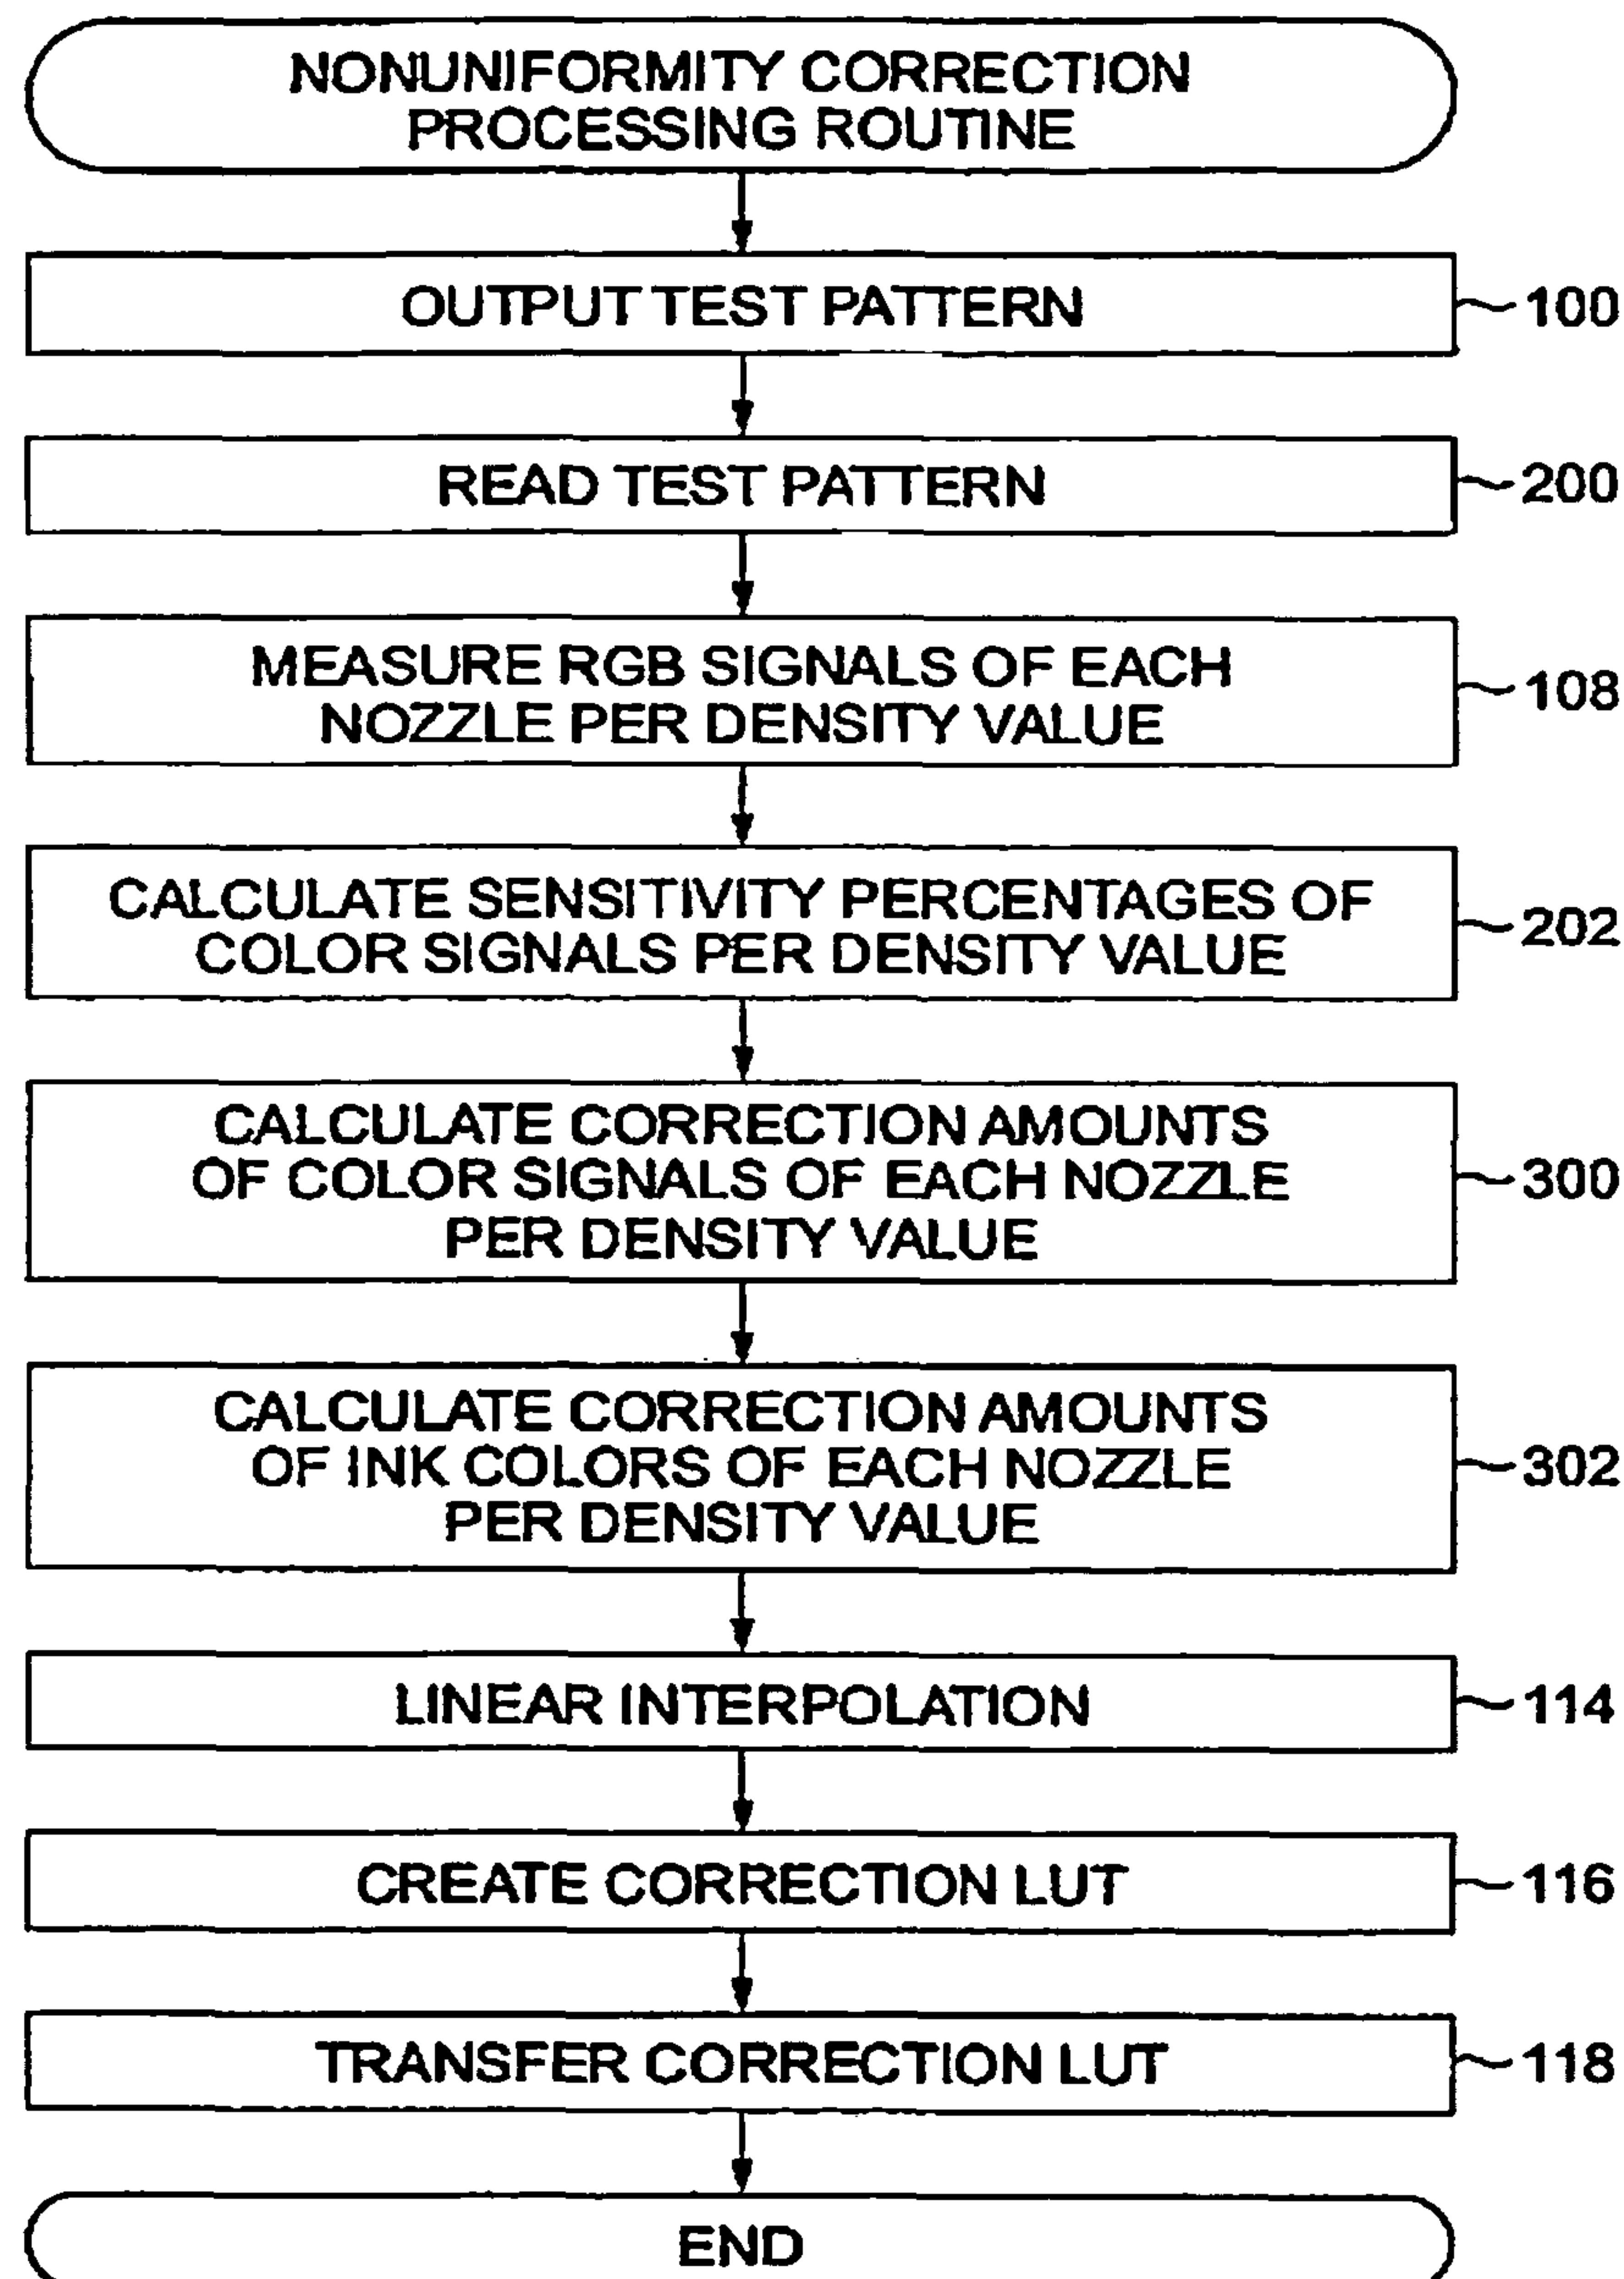 NONUNIFORMITY CORRECTION
PROCESSING ROUTINE
OUTPUT TEST PATTERN
100
READ TEST PATTERN
200
MEASURE RGB SIGNALS OF EACH
NOZZLE PER DENSITY VALUE
108
CALCULATE SENSITIVITY PERCENTAGES OF
COLOR SIGNALS PER DENSITY VALUE
202
CALCULATE CORRECTION AMOUNTS
OF COLOR SIGNALS OF EACH NOZZLE
PER DENSITY VALUE
300
CALCULATE CORRECTION AMOUNTS
OF INK COLORS OF EACH NOZZLE
PER DENSITY VALUE
302
LINEAR INTERPOLATION
114
CREATE CORRECTION LUT
116
TRANSFER CORRECTION LUT
118
END